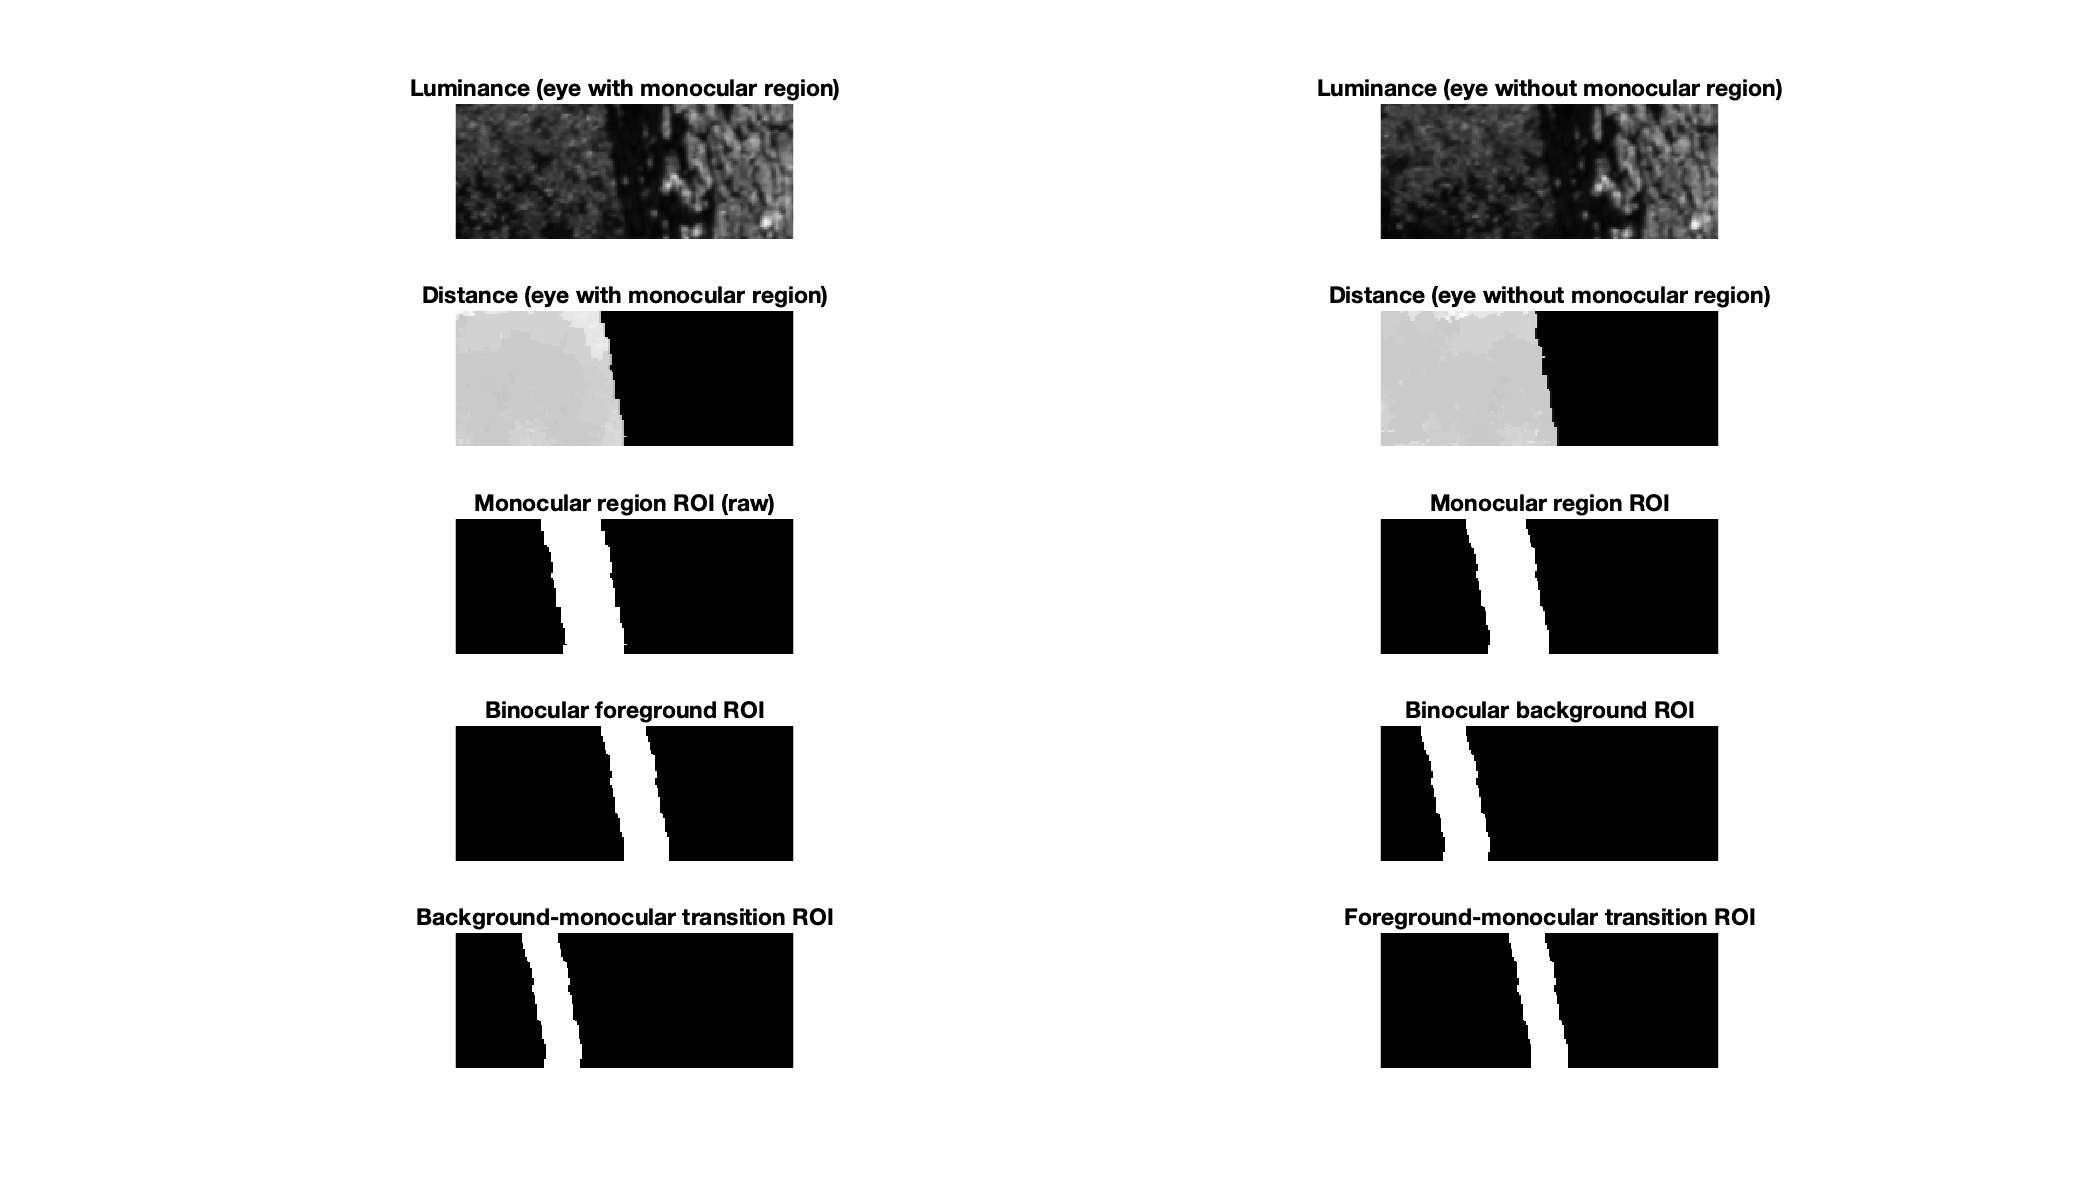 Luminance (eye with monocular region)
Luminance (eye without monocular region)
Distance (eye with monocular region)
Distance (eye without monocular region)
Monocular region ROI (raw)
Monocular region ROI
Binocular foreground ROI
Binocular background ROI
Background-monocular transition ROI
Foreground-monocular transition ROI